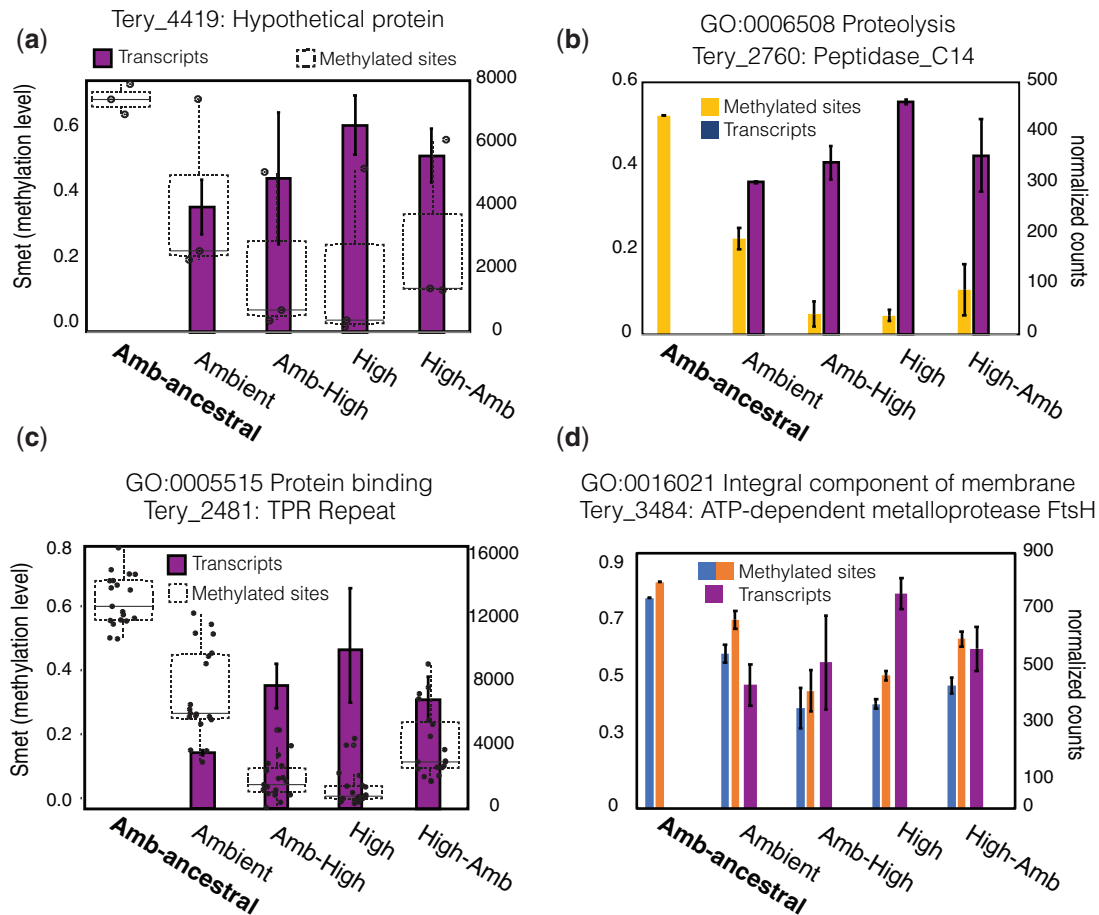 (a)
Tery_4419: Hypothetical protein
Transcripts
Methylated sites
Smet (methylation level)
0.6
0.4
0.2
0.0
8000
6000
4000
2000
0
Amb-ancestral
Ambient
Amb-High
High
High-Amb
(b)
GO:0006508 Proteolysis
Tery_2760: Peptidase_C14
Methylated sites
Transcripts
0.6
0.4
0.2
0
500
400
300
200
100
0
normalized counts
Amb-ancestral
Ambient
Amb-High
High
High-Amb
(c)
GO:0005515 Protein binding
Tery_2481: TPR Repeat
Transcripts
Methylated sites
Smet (methylation level)
0.8
0.6
0.4
0.2
0.0
16000
12000
8000
4000
0
Amb-ancestral
Ambient
Amb-High
High
High-Amb
(d)
GO:0016021 Integral component of membrane
Tery_3484: ATP-dependent metalloprotease FtsH
Methylated sites
Transcripts
0.9
0.7
0.5
0.3
0
900
700
500
300
100
0
normalized counts
Amb-ancestral
Ambient
Amb-High
High
High-Amb